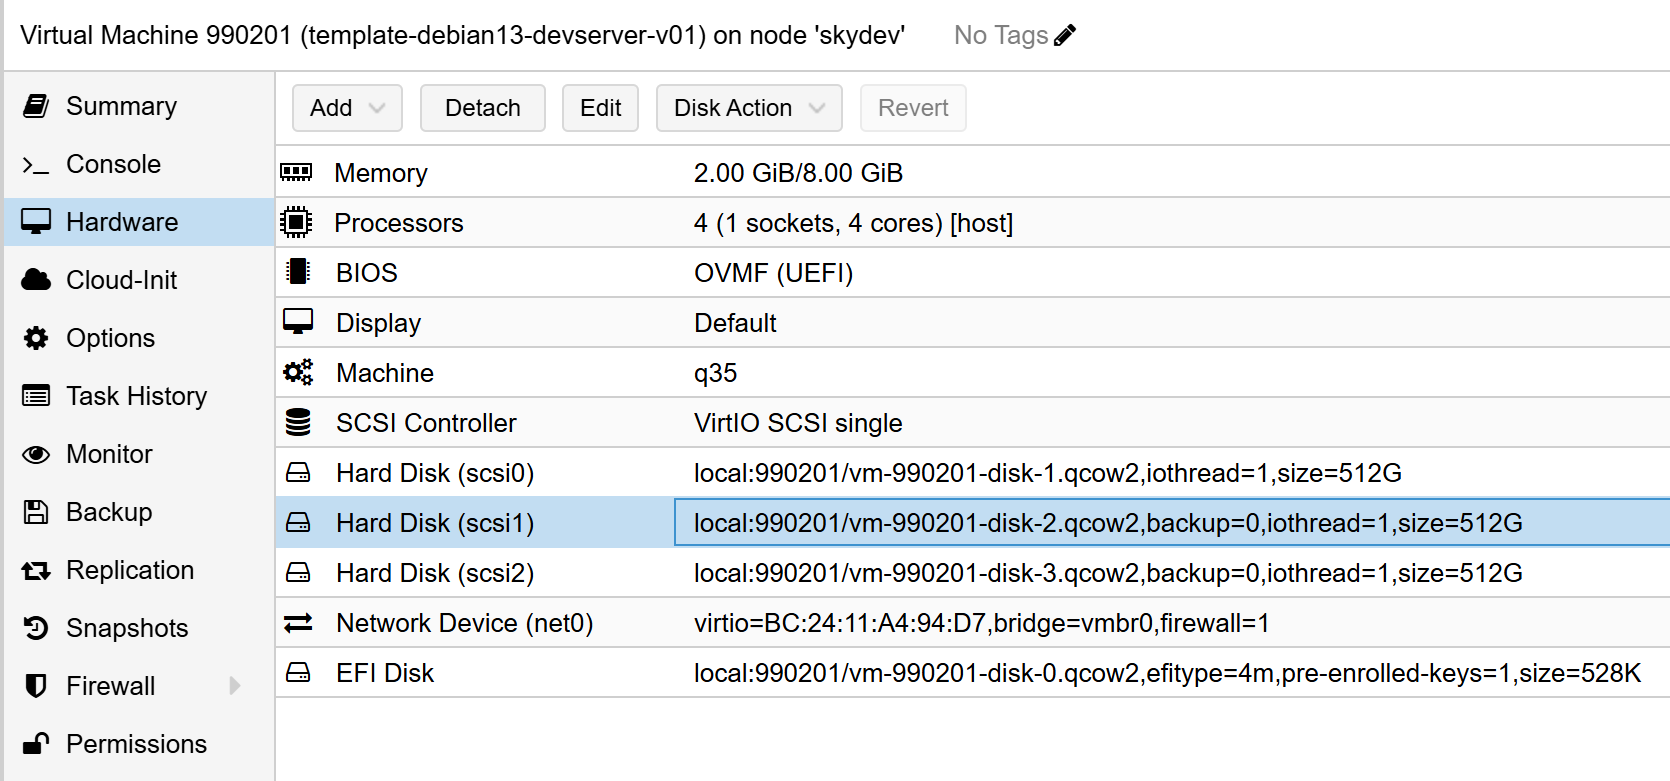 Virtual Machine 990201 (template-debian13-devserver-v01) on node 'skydev' No Tags
Summary
Console
Hardware
Cloud-Init
Options
Task History
Monitor
Backup
Replication
Snapshots
Firewall
Permissions
Add Detach Edit Disk Action Revert
Memory 2.00 GiB/8.00 GiB
Processors 4 (1 sockets, 4 cores) [host]
BIOS OVMF (UEFI)
Display Default
Machine q35
SCSI Controller VirtIO SCSI single
Hard Disk (scsi0) local:990201/vm-990201-disk-1.qcow2,iothread=1,size=512G
Hard Disk (scsi1) local:990201/vm-990201-disk-2.qcow2,backup=0,iothread=1,size=512G
Hard Disk (scsi2) local:990201/vm-990201-disk-3.qcow2,backup=0,iothread=1,size=512G
Network Device (net0) virtio=BC:24:11:A4:94:D7,bridge=vmbr0,firewall=1
EFI Disk local:990201/vm-990201-disk-0.qcow2,efitype=4m,pre-enrolled-keys=1,size=528K